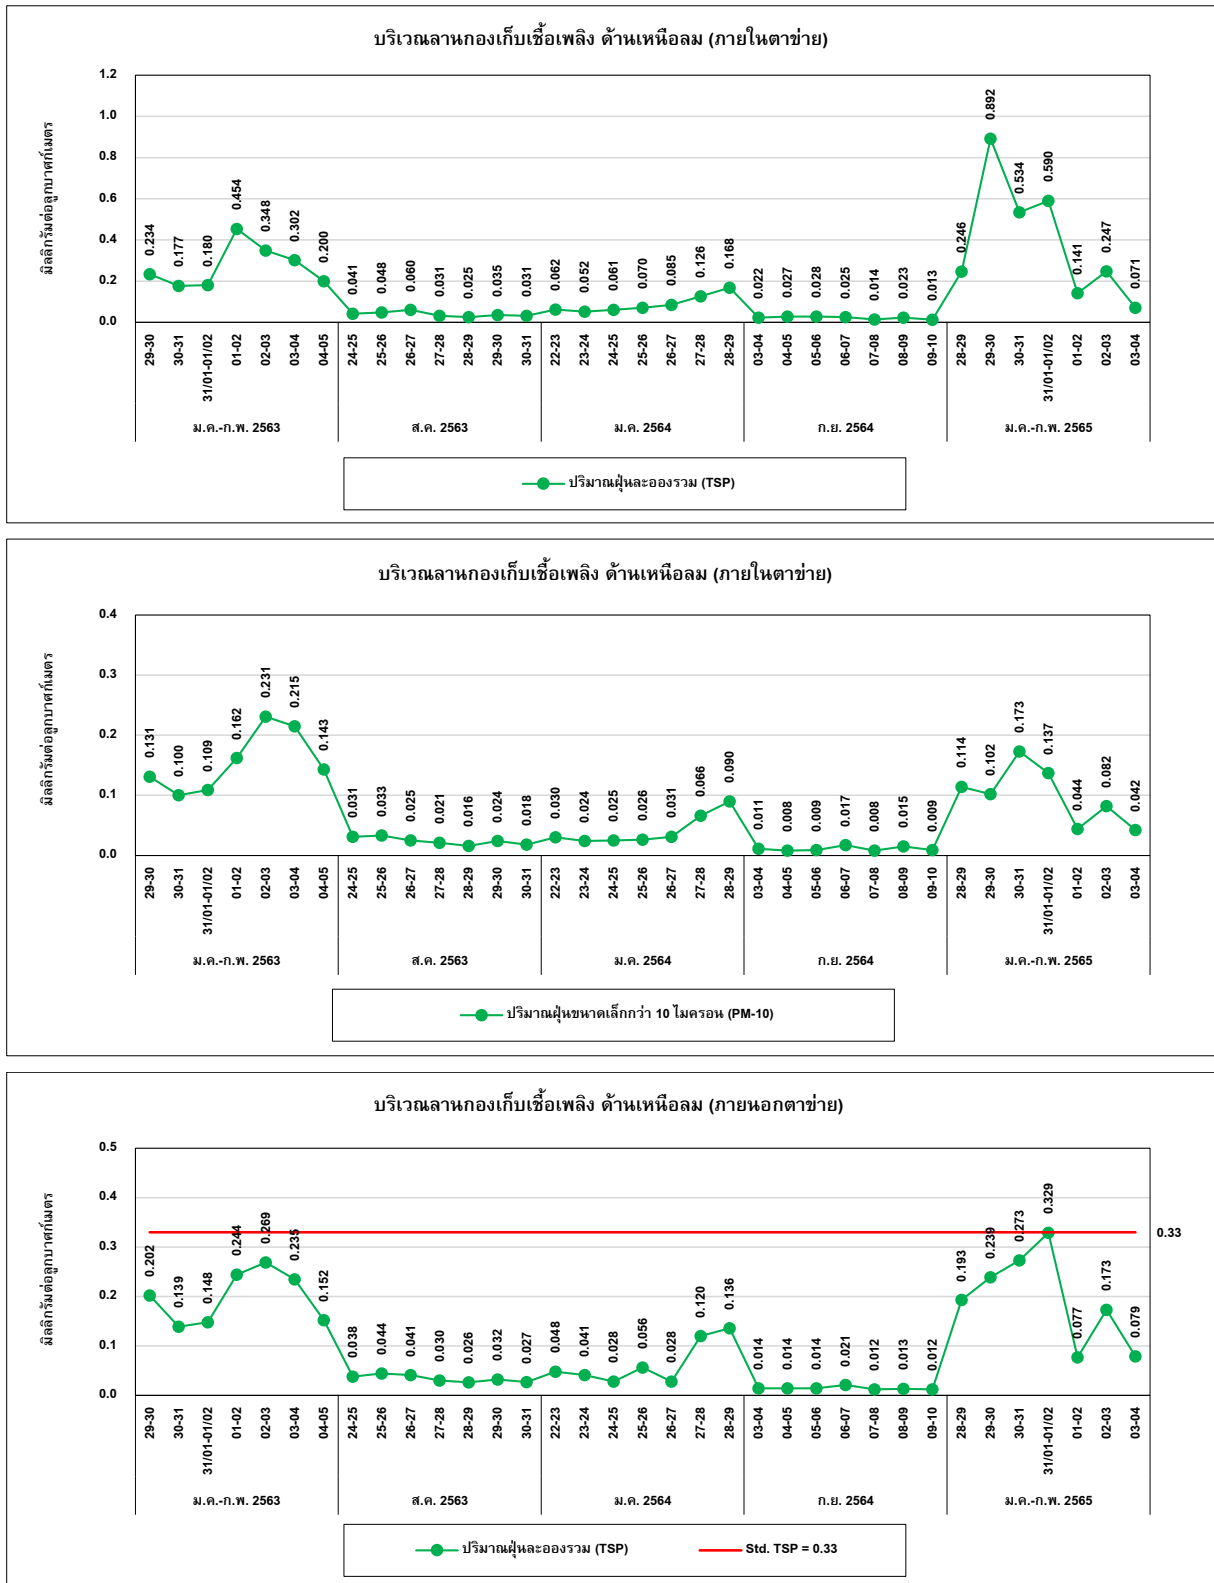 บริเวณลานกองเก็บเชื้อเพลิง ด้านเหนือลม (ภายในตาข่าย)
มิลลิกรัมต่อลูกบาศก์เมตร
1.2
1.0
0.8
0.6
0.4
0.2
0.0
0.234 0.177 0.180 0.454 0.348 0.302 0.200 0.041 0.048 0.060 0.031 0.025 0.035 0.031 0.062 0.052 0.061 0.070 0.085 0.126 0.168 0.022 0.027 0.028 0.025 0.014 0.023 0.013 0.246 0.892 0.534 0.590 0.141 0.247 0.071
29-30 30-31 31/01-01/02 01-02 02-03 03-04 04-05 24-25 25-26 26-27 27-28 28-29 29-30 30-31 22-23 23-24 24-25 25-26 26-27 27-28 28-29 03-04 04-05 05-06 06-07 07-08 08-09 09-10 28-29 29-30 30-31 31/01-01/02 01-02 02-03 03-04
ม.ค.-ก.พ. 2563 ส.ค. 2563 ม.ค. 2564 ก.ย. 2564 ม.ค.-ก.พ. 2565
ปริมาณฝุ่นละอองรวม (TSP)
บริเวณลานกองเก็บเชื้อเพลิง ด้านเหนือลม (ภายในตาข่าย)
มิลลิกรัมต่อลูกบาศก์เมตร
0.4
0.3
0.2
0.1
0.0
0.131 0.100 0.109 0.162 0.231 0.215 0.143 0.031 0.033 0.025 0.021 0.016 0.024 0.018 0.030 0.024 0.025 0.026 0.031 0.066 0.090 0.011 0.008 0.009 0.017 0.008 0.015 0.009 0.114 0.102 0.173 0.137 0.044 0.082 0.042
29-30 30-31 31/01-01/02 01-02 02-03 03-04 04-05 24-25 25-26 26-27 27-28 28-29 29-30 30-31 22-23 23-24 24-25 25-26 26-27 27-28 28-29 03-04 04-05 05-06 06-07 07-08 08-09 09-10 28-29 29-30 30-31 31/01-01/02 01-02 02-03 03-04
ม.ค.-ก.พ. 2563 ส.ค. 2563 ม.ค. 2564 ก.ย. 2564 ม.ค.-ก.พ. 2565
ปริมาณฝุ่นขนาดเล็กกว่า 10 ไมครอน (PM-10)
บริเวณลานกองเก็บเชื้อเพลิง ด้านเหนือลม (ภายนอกตาข่าย)
มิลลิกรัมต่อลูกบาศก์เมตร
0.5
0.4
0.3
0.2
0.1
0.0
0.202 0.139 0.148 0.244 0.269 0.235 0.152 0.038 0.044 0.041 0.030 0.026 0.032 0.027 0.048 0.041 0.028 0.056 0.028 0.120 0.136 0.014 0.014 0.014 0.021 0.012 0.013 0.012 0.193 0.239 0.273 0.329 0.077 0.173 0.079
0.33
29-30 30-31 31/01-01/02 01-02 02-03 03-04 04-05 24-25 25-26 26-27 27-28 28-29 29-30 30-31 22-23 23-24 24-25 25-26 26-27 27-28 28-29 03-04 04-05 05-06 06-07 07-08 08-09 09-10 28-29 29-30 30-31 31/01-01/02 01-02 02-03 03-04
ม.ค.-ก.พ. 2563 ส.ค. 2563 ม.ค. 2564 ก.ย. 2564 ม.ค.-ก.พ. 2565
ปริมาณฝุ่นละอองรวม (TSP) Std. TSP = 0.33